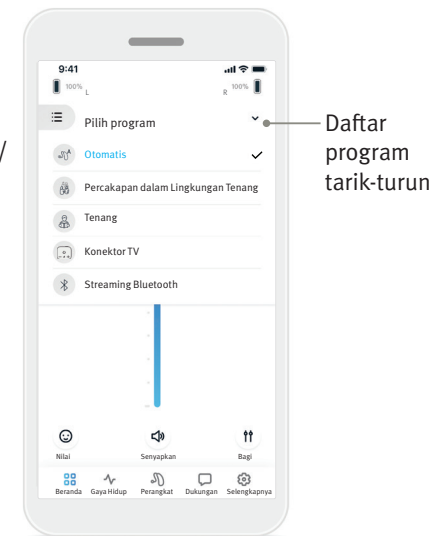 9:41
100% L
R 100%
Pilih program
Otomatis
Percakapan dalam Lingkungan Tenang
Tenang
Konektor TV
Streaming Bluetooth
Nilai
Senyapkan
Bagi
Beranda
Gaya Hidup
Perangkat
Dukungan
Selengkapnya
/
Daftar
program
tarik-turun